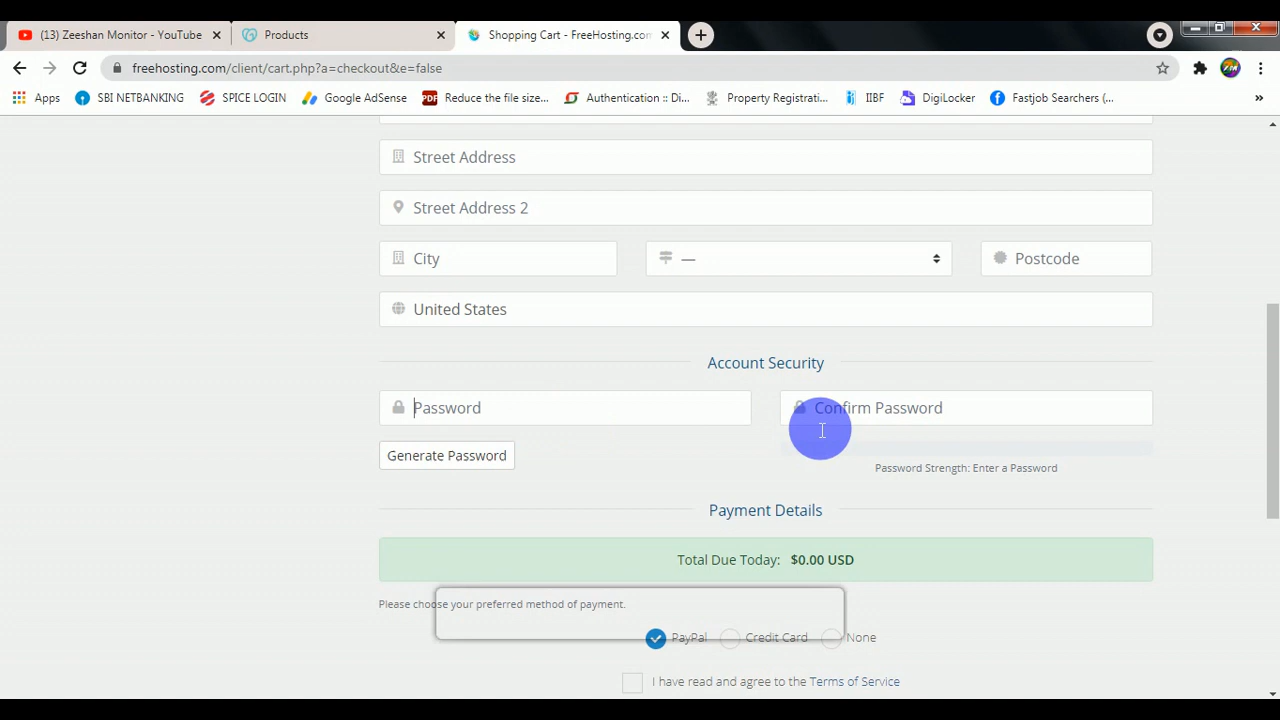 (13) Zeeshan Monitor - YouTube
Products
Shopping Cart - FreeHosting.com
freehosting.com/client/cart.php?a=checkout&e=false
Apps
SBI NETBANKING
SPICE LOGIN
Google AdSense
PDF
Reduce the file size...
Authentication :: Di...
Property Registrati...
IIBF
DigiLocker
Fastjob Searchers (...
»
Street Address
Street Address 2
City
—
Postcode
United States
Account Security
Password
Confirm Password
Generate Password
Password Strength: Enter a Password
Payment Details
Total Due Today: $0.00 USD
Please choose your preferred method of payment.
PayPal
Credit Card
None
I have read and agree to the Terms of Service